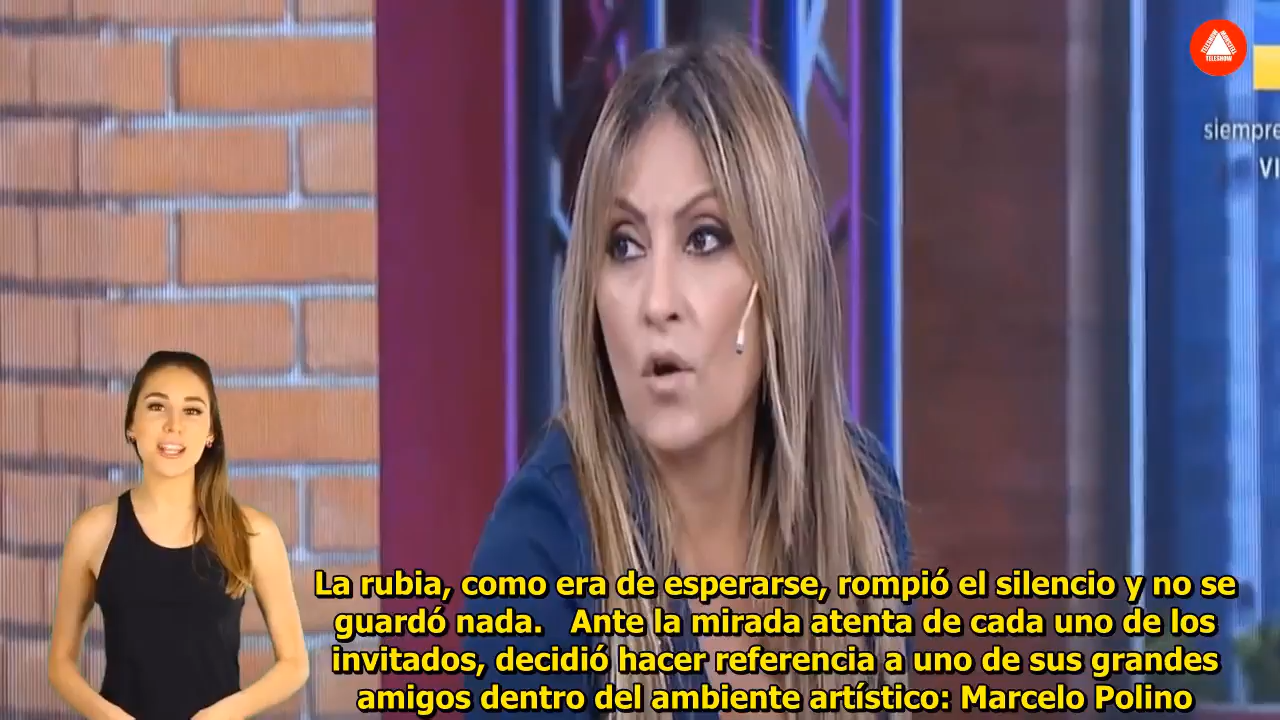 TELESHOW
siempre
VI
La rubia, como era de esperarse, rompió el silencio y no se
guardó nada.   Ante la mirada atenta de cada uno de los
invitados, decidió hacer referencia a uno de sus grandes
amigos dentro del ambiente artístico: Marcelo Polino